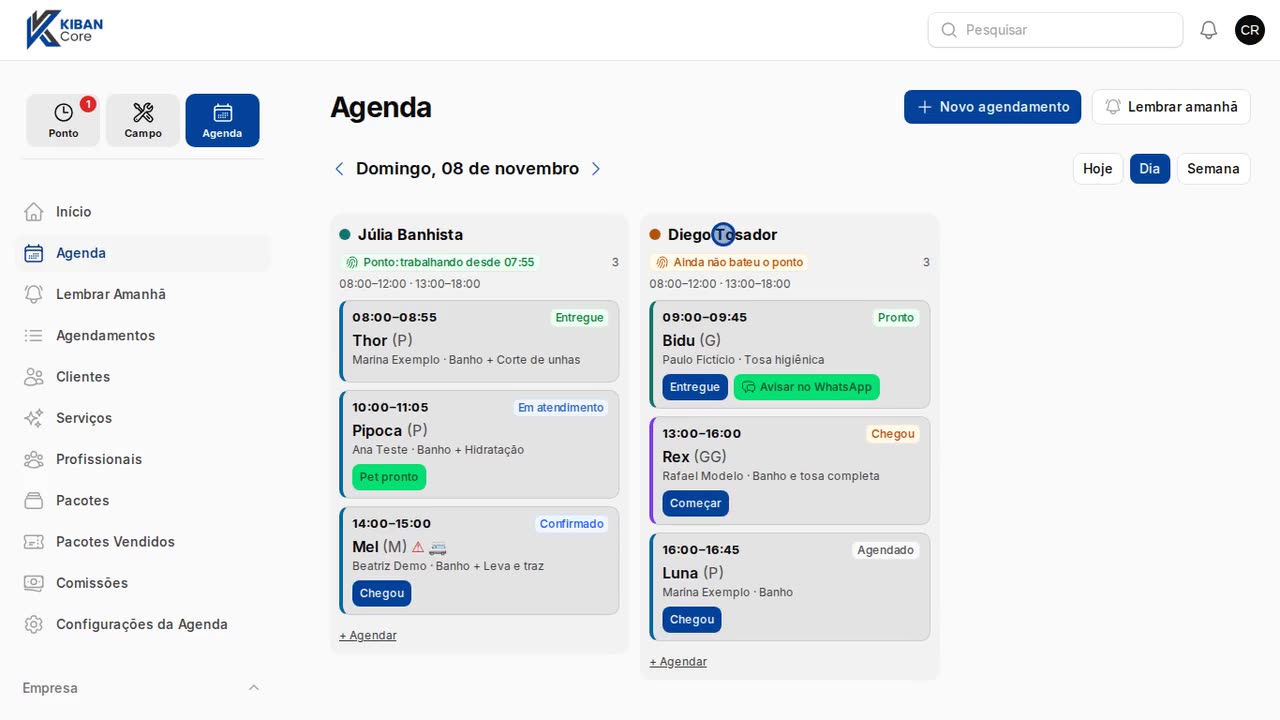 KIBAN
Core
Pesquisar
CR
Ponto
1
Campo
Agenda
Início
Agenda
Lembrar Amanhã
Agendamentos
Clientes
Serviços
Profissionais
Pacotes
Pacotes Vendidos
Comissões
Configurações da Agenda
Empresa
Agenda
Novo agendamento
Lembrar amanhã
Domingo, 08 de novembro
Hoje
Dia
Semana
Júlia Banhista
Ponto: trabalhando desde 07:55
3
08:00–12:00 · 13:00–18:00
08:00–08:55
Entregue
Thor (P)
Marina Exemplo · Banho + Corte de unhas
10:00–11:05
Em atendimento
Pipoca (P)
Ana Teste · Banho + Hidratação
Pet pronto
14:00–15:00
Confirmado
Mel (M) ⚠ 🚐
Beatriz Demo · Banho + Leva e traz
Chegou
+ Agendar
Diego Tosador
Ainda não bateu o ponto
3
08:00–12:00 · 13:00–18:00
09:00–09:45
Pronto
Bidu (G)
Paulo Fictício · Tosa higiênica
Entregue
Avisar no WhatsApp
13:00–16:00
Chegou
Rex (GG)
Rafael Modelo · Banho e tosa completa
Começar
16:00–16:45
Agendado
Luna (P)
Marina Exemplo · Banho
Chegou
+ Agendar